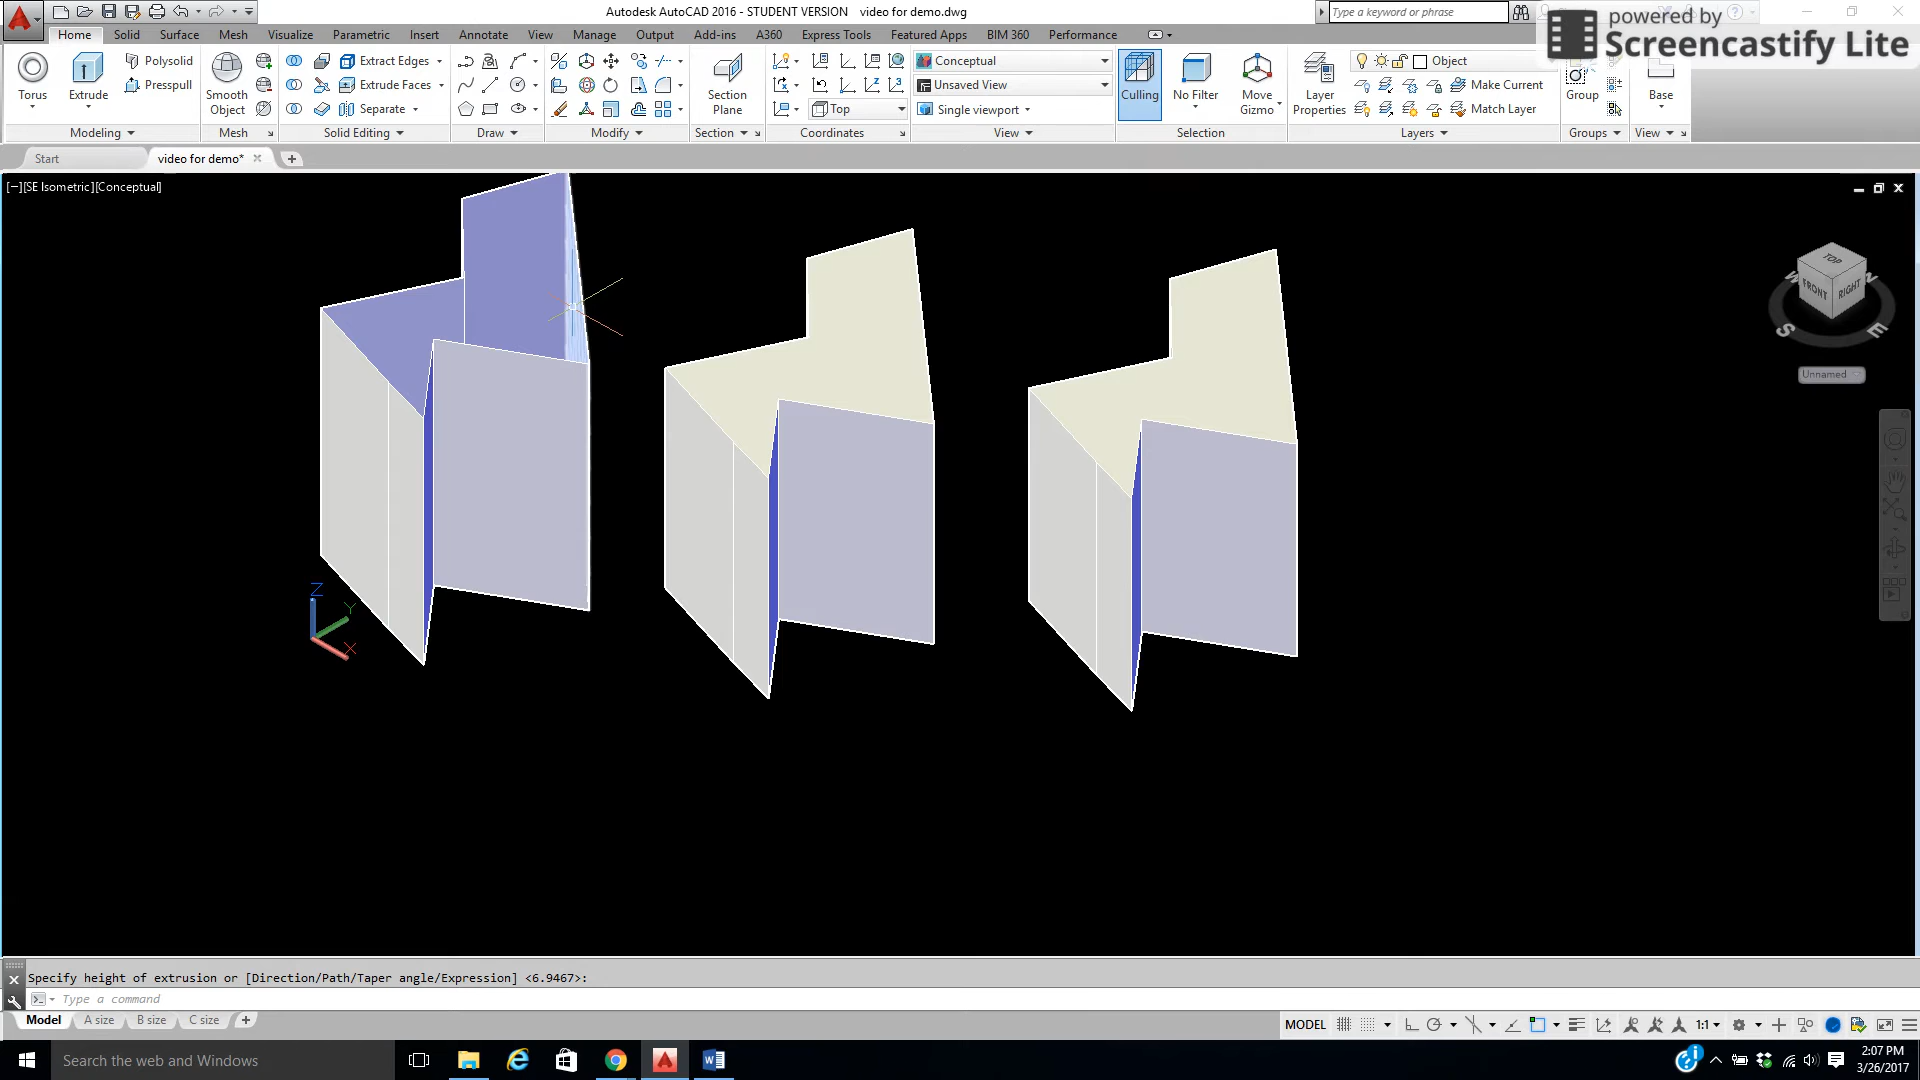 Autodesk AutoCAD 2016 - STUDENT VERSION video for demo.dwg
Type a keyword or phrase
powered by
Screencastify Lite
Home Solid Surface Mesh Visualize Parametric Insert Annotate View Manage Output Add-ins A360 Express Tools Featured Apps BIM 360 Performance
Torus
Extrude
Polysolid
Presspull
Modeling
Smooth
Object
Mesh
Extract Edges
Extrude Faces
Separate
Solid Editing
Draw
Modify
Section
Plane
Section
Top
Coordinates
Conceptual
Unsaved View
Single viewport
View
Culling
No Filter
Move
Gizmo
Selection
Layer
Properties
Object
Make Current
Match Layer
Layers
Group
Groups
Base
View
Start
video for demo*
[−][SE Isometric][Conceptual]
TOP
FRONT
RIGHT
W
N
S
E
Unnamed
Z
Y
X
Specify height of extrusion or [Direction/Path/Taper angle/Expression] <6.9467>:
Type a command
Model A size B size C size
MODEL
1:1
Search the web and Windows
2:07 PM
3/26/2017